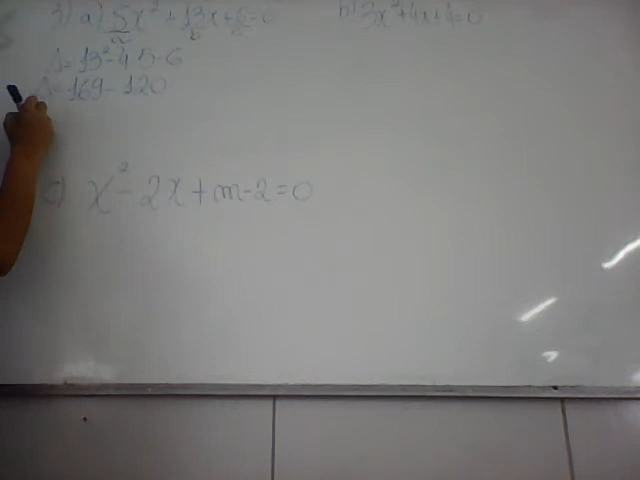 3) a) 5x² + 13x + 6 = 0
a b c
Δ = 13² - 4·5·6
Δ = 169 - 120
b) 3x² + 4x + 1 = 0
c) x² - 2x + m - 2 = 0